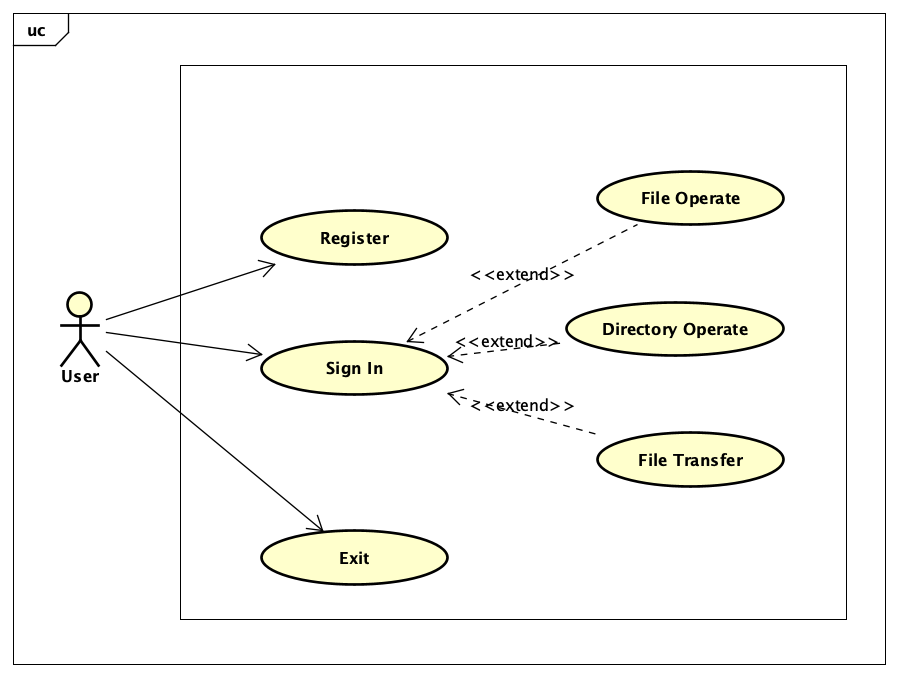 uc
File Operate
Register
<<extend>>
Directory Operate
<<extend>>
Sign In
User
<<extend>>
File Transfer
Exit